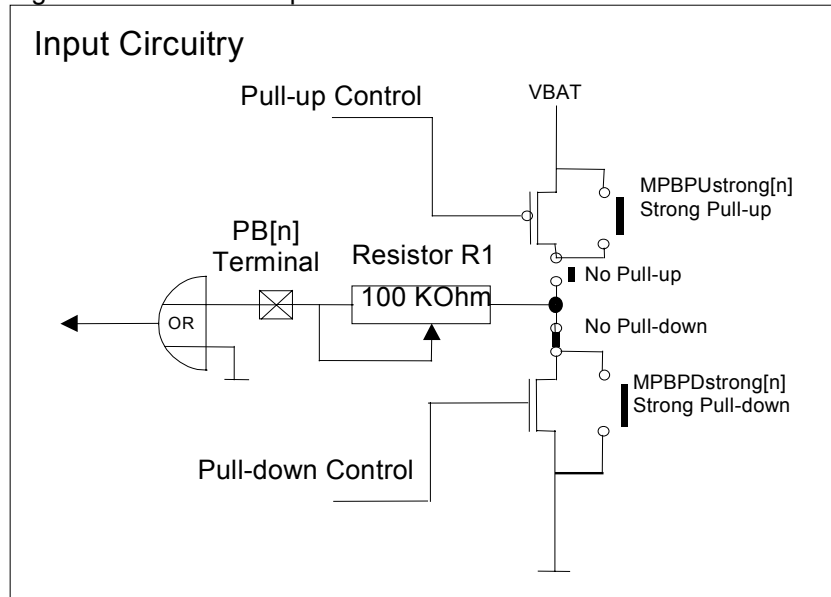 Input Circuitry
Pull-up Control
VBAT
MPBPUstrong[n]
Strong Pull-up
PB[n]
Terminal
Resistor R1
100 KOhm
No Pull-up
OR
No Pull-down
MPBPDstrong[n]
Strong Pull-down
Pull-down Control